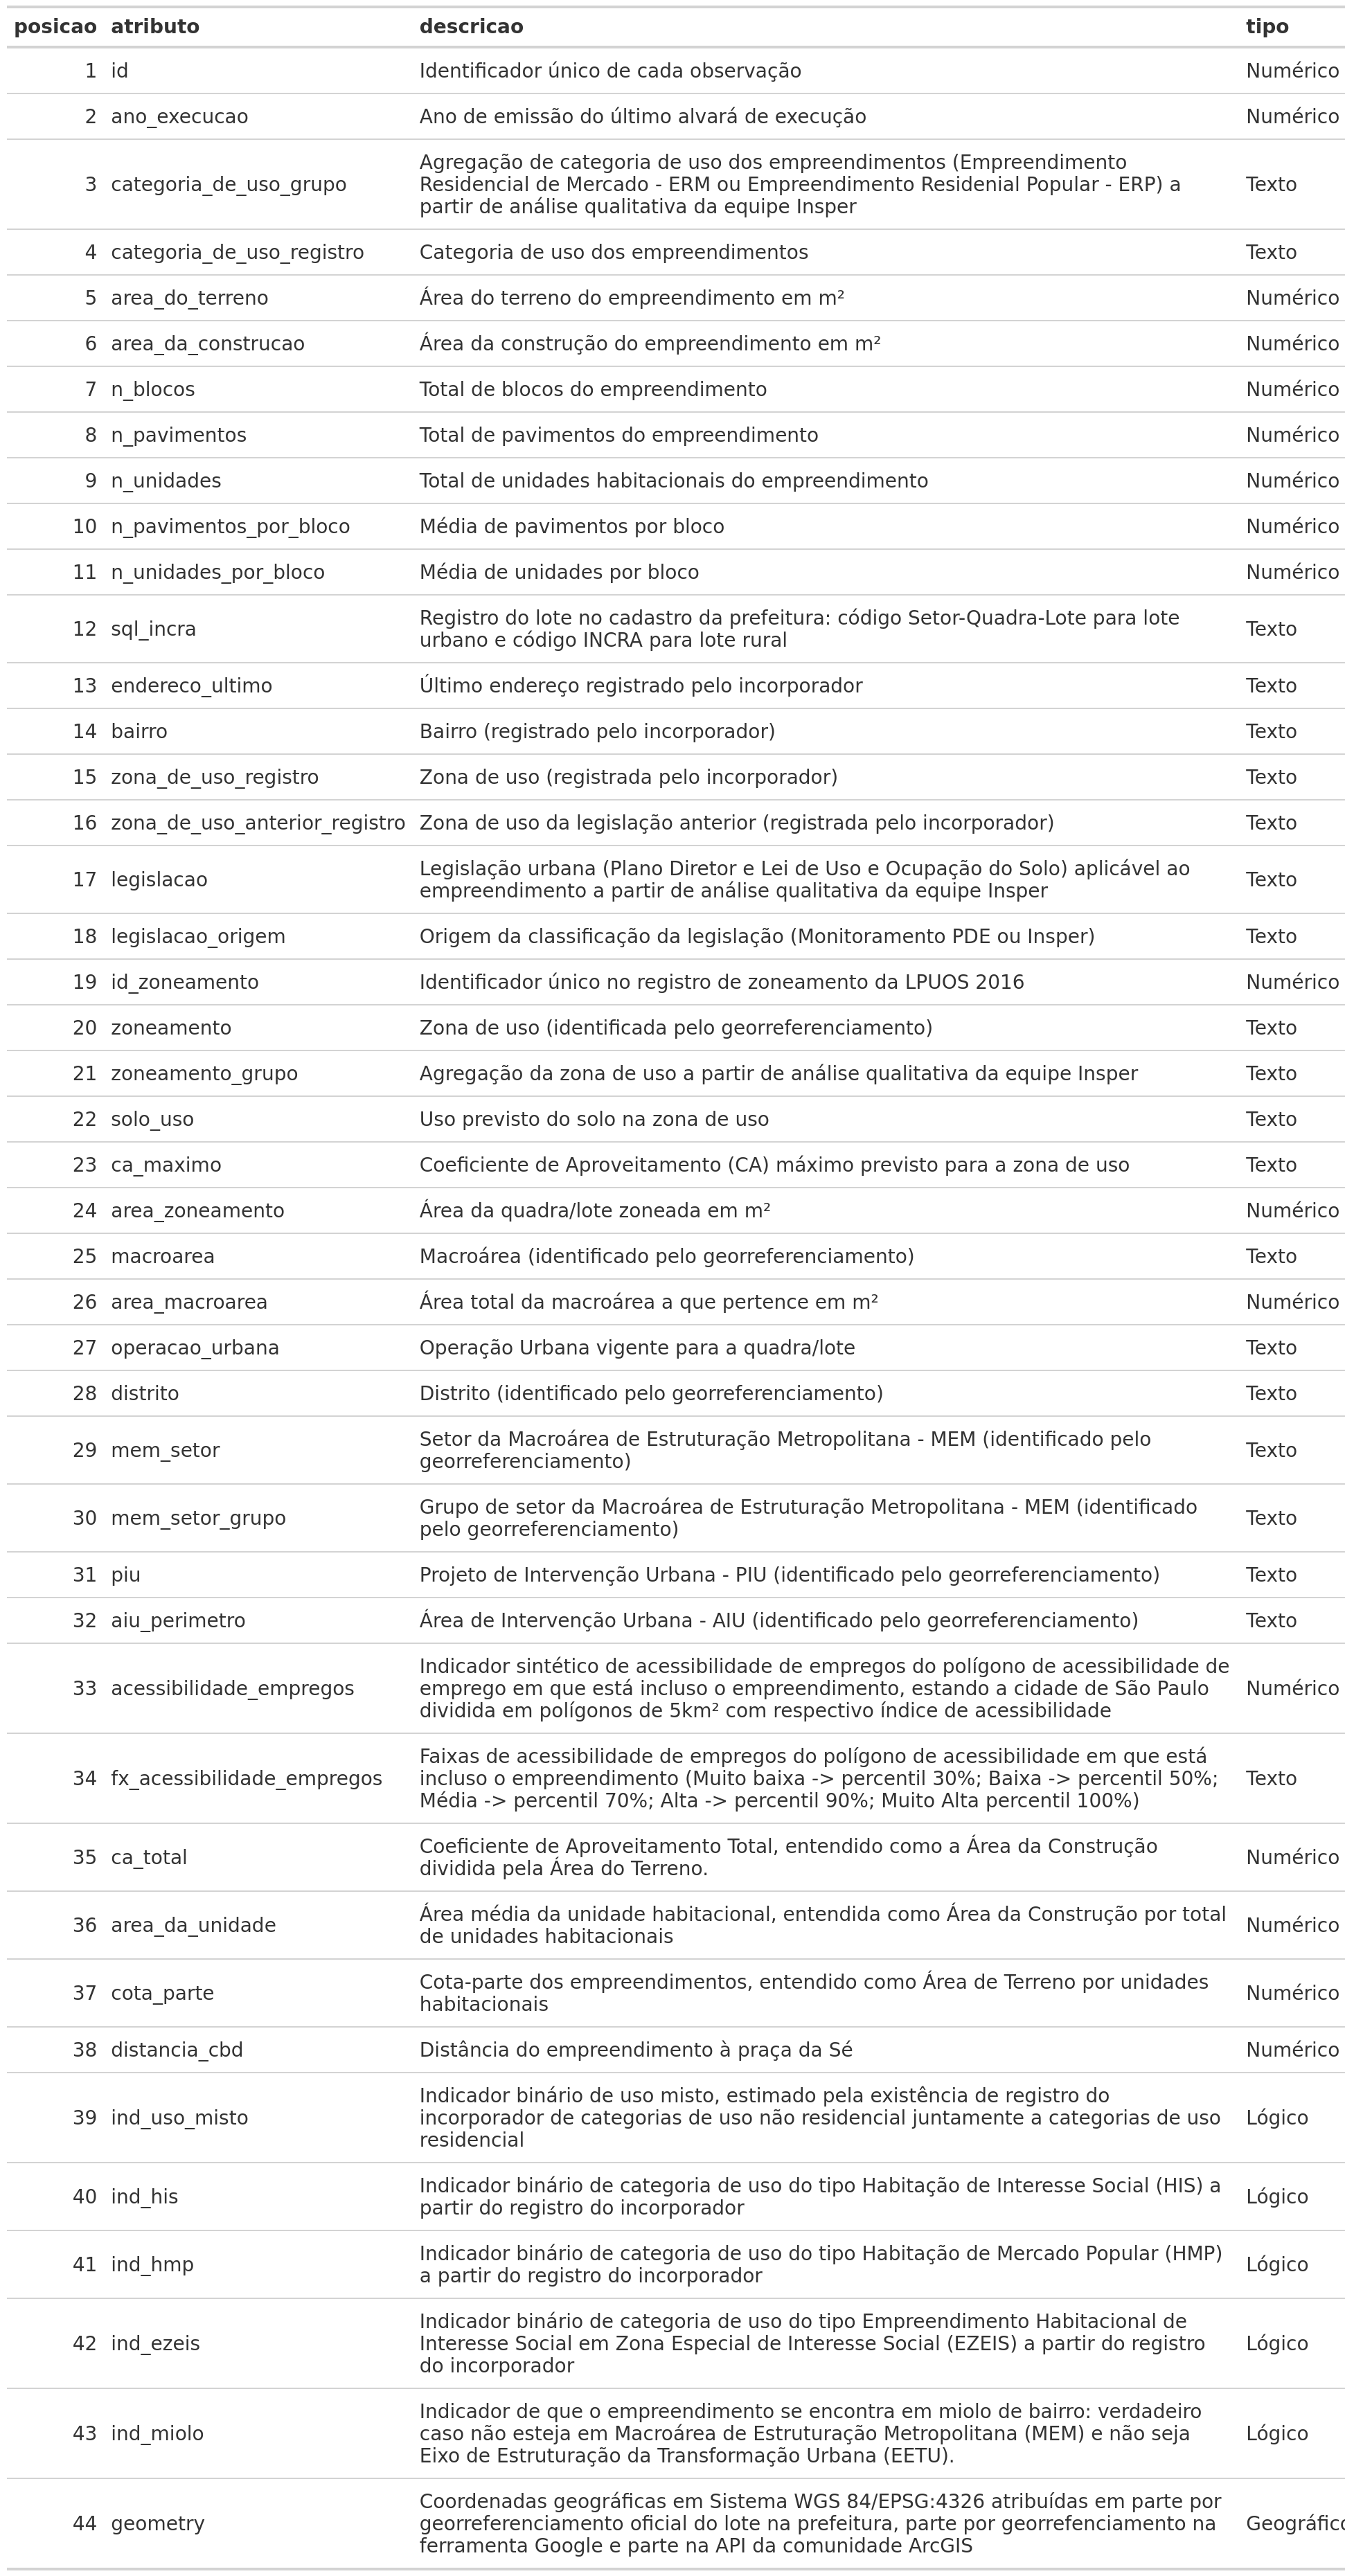 posicao atributo descricao tipo
1 id Identificador único de cada observação Numérico
2 ano_execucao Ano de emissão do último alvará de execução Numérico
3 categoria_de_uso_grupo Agregação de categoria de uso dos empreendimentos (Empreendimento
Residencial de Mercado - ERM ou Empreendimento Residenial Popular - ERP) a
partir de análise qualitativa da equipe Insper Texto
4 categoria_de_uso_registro Categoria de uso dos empreendimentos Texto
5 area_do_terreno Área do terreno do empreendimento em m² Numérico
6 area_da_construcao Área da construção do empreendimento em m² Numérico
7 n_blocos Total de blocos do empreendimento Numérico
8 n_pavimentos Total de pavimentos do empreendimento Numérico
9 n_unidades Total de unidades habitacionais do empreendimento Numérico
10 n_pavimentos_por_bloco Média de pavimentos por bloco Numérico
11 n_unidades_por_bloco Média de unidades por bloco Numérico
12 sql_incra Registro do lote no cadastro da prefeitura: código Setor-Quadra-Lote para lote
urbano e código INCRA para lote rural Texto
13 endereco_ultimo Último endereço registrado pelo incorporador Texto
14 bairro Bairro (registrado pelo incorporador) Texto
15 zona_de_uso_registro Zona de uso (registrada pelo incorporador) Texto
16 zona_de_uso_anterior_registro Zona de uso da legislação anterior (registrada pelo incorporador) Texto
17 legislacao Legislação urbana (Plano Diretor e Lei de Uso e Ocupação do Solo) aplicável ao
empreendimento a partir de análise qualitativa da equipe Insper Texto
18 legislacao_origem Origem da classificação da legislação (Monitoramento PDE ou Insper) Texto
19 id_zoneamento Identificador único no registro de zoneamento da LPUOS 2016 Numérico
20 zoneamento Zona de uso (identificada pelo georreferenciamento) Texto
21 zoneamento_grupo Agregação da zona de uso a partir de análise qualitativa da equipe Insper Texto
22 solo_uso Uso previsto do solo na zona de uso Texto
23 ca_maximo Coeficiente de Aproveitamento (CA) máximo previsto para a zona de uso Texto
24 area_zoneamento Área da quadra/lote zoneada em m² Numérico
25 macroarea Macroárea (identificado pelo georreferenciamento) Texto
26 area_macroarea Área total da macroárea a que pertence em m² Numérico
27 operacao_urbana Operação Urbana vigente para a quadra/lote Texto
28 distrito Distrito (identificado pelo georreferenciamento) Texto
29 mem_setor Setor da Macroárea de Estruturação Metropolitana - MEM (identificado pelo
georreferenciamento) Texto
30 mem_setor_grupo Grupo de setor da Macroárea de Estruturação Metropolitana - MEM (identificado
pelo georreferenciamento) Texto
31 piu Projeto de Intervenção Urbana - PIU (identificado pelo georreferenciamento) Texto
32 aiu_perimetro Área de Intervenção Urbana - AIU (identificado pelo georreferenciamento) Texto
33 acessibilidade_empregos Indicador sintético de acessibilidade de empregos do polígono de acessibilidade de
emprego em que está incluso o empreendimento, estando a cidade de São Paulo
dividida em polígonos de 5km² com respectivo índice de acessibilidade Numérico
34 fx_acessibilidade_empregos Faixas de acessibilidade de empregos do polígono de acessibilidade em que está
incluso o empreendimento (Muito baixa -> percentil 30%; Baixa -> percentil 50%;
Média -> percentil 70%; Alta -> percentil 90%; Muito Alta percentil 100%) Texto
35 ca_total Coeficiente de Aproveitamento Total, entendido como a Área da Construção
dividida pela Área do Terreno. Numérico
36 area_da_unidade Área média da unidade habitacional, entendida como Área da Construção por total
de unidades habitacionais Numérico
37 cota_parte Cota-parte dos empreendimentos, entendido como Área de Terreno por unidades
habitacionais Numérico
38 distancia_cbd Distância do empreendimento à praça da Sé Numérico
39 ind_uso_misto Indicador binário de uso misto, estimado pela existência de registro do
incorporador de categorias de uso não residencial juntamente a categorias de uso
residencial Lógico
40 ind_his Indicador binário de categoria de uso do tipo Habitação de Interesse Social (HIS) a
partir do registro do incorporador Lógico
41 ind_hmp Indicador binário de categoria de uso do tipo Habitação de Mercado Popular (HMP)
a partir do registro do incorporador Lógico
42 ind_ezeis Indicador binário de categoria de uso do tipo Empreendimento Habitacional de
Interesse Social em Zona Especial de Interesse Social (EZEIS) a partir do registro
do incorporador Lógico
43 ind_miolo Indicador de que o empreendimento se encontra em miolo de bairro: verdadeiro
caso não esteja em Macroárea de Estruturação Metropolitana (MEM) e não seja
Eixo de Estruturação da Transformação Urbana (EETU). Lógico
44 geometry Coordenadas geográficas em Sistema WGS 84/EPSG:4326 atribuídas em parte por
georreferenciamento oficial do lote na prefeitura, parte por georrefenciamento na
ferramenta Google e parte na API da comunidade ArcGIS Geográfico